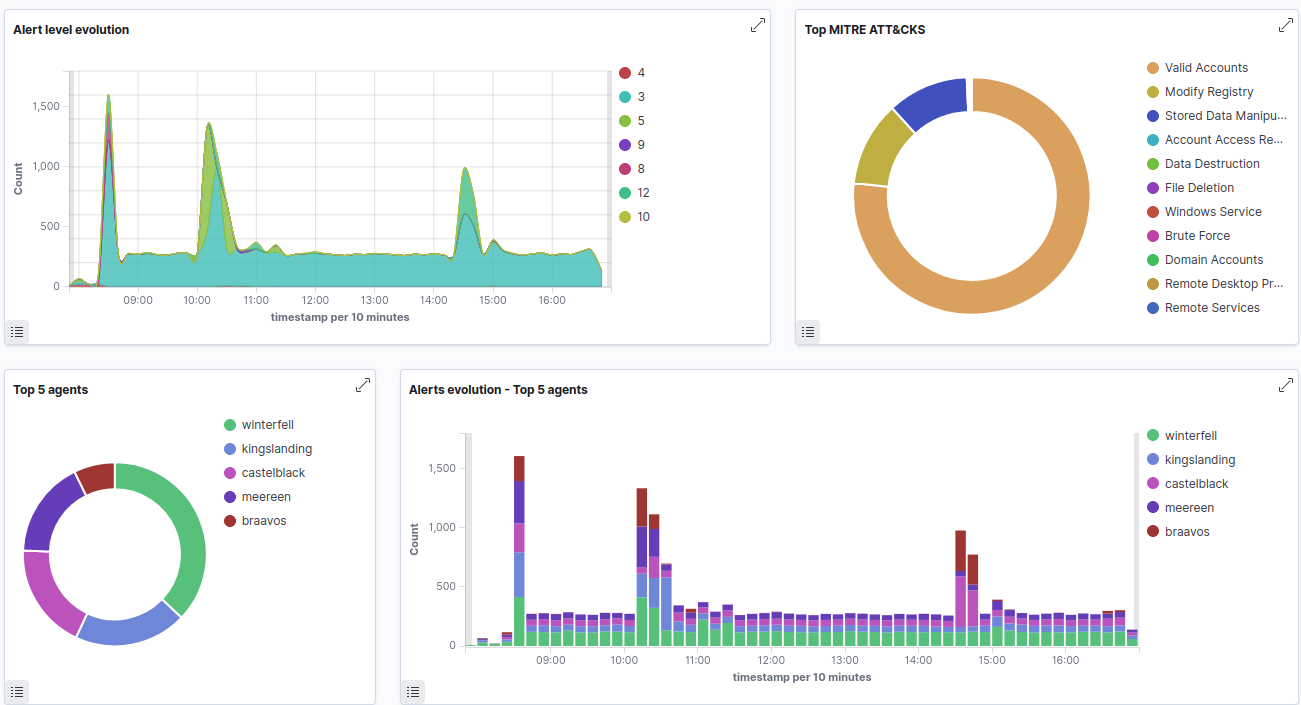 Alert level evolution
Count
1,500
1,000
500
0
09:00 10:00 11:00 12:00 13:00 14:00 15:00 16:00
timestamp per 10 minutes
4
3
5
9
8
12
10
Top MITRE ATT&CKS
Valid Accounts
Modify Registry
Stored Data Manipu...
Account Access Re...
Data Destruction
File Deletion
Windows Service
Brute Force
Domain Accounts
Remote Desktop Pr...
Remote Services
Top 5 agents
winterfell
kingslanding
castelblack
meereen
braavos
Alerts evolution - Top 5 agents
Count
1,500
1,000
500
0
09:00 10:00 11:00 12:00 13:00 14:00 15:00 16:00
timestamp per 10 minutes
winterfell
kingslanding
castelblack
meereen
braavos